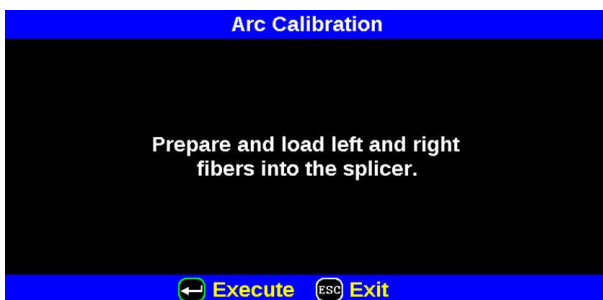 Arc Calibration
Prepare and load left and right
fibers into the splicer.
Execute ESC Exit